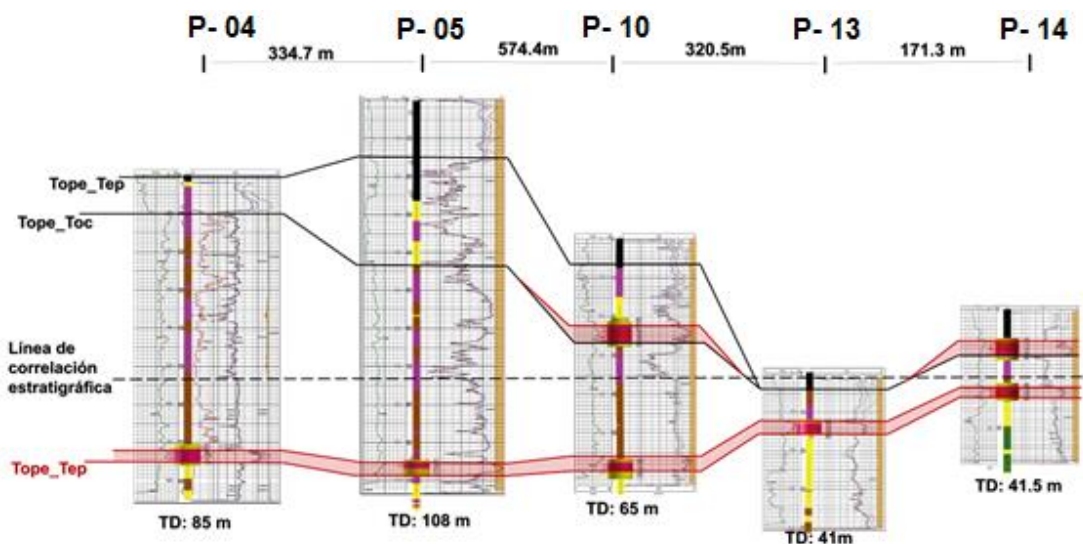 P- 04
P- 05
P- 10
P- 13
P- 14
334.7 m
574.4 m
320.5m
171.3 m
Tope_Tep
Tope_Toc
Línea de
correlación
estratigráfica
Tope_Tep
TD: 85 m
TD: 108 m
TD: 65 m
TD: 41m
TD: 41.5 m